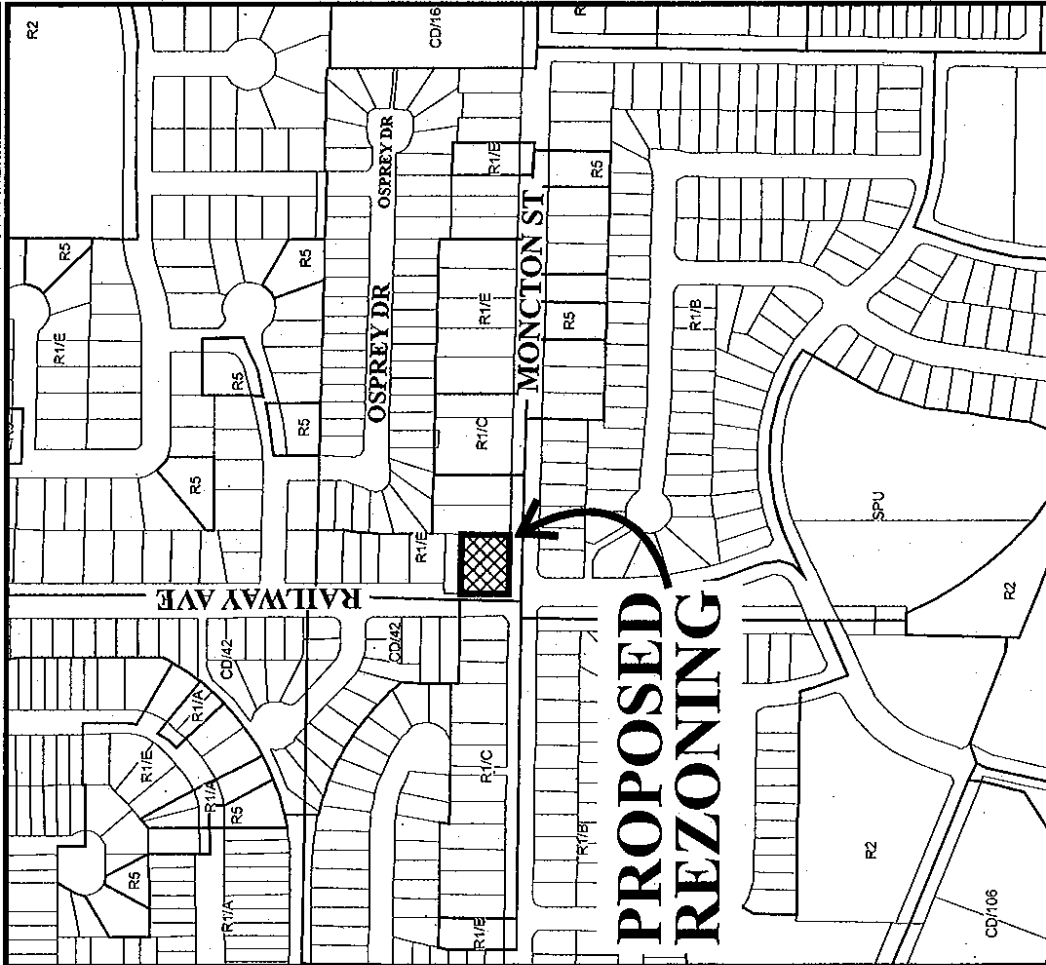 R2
CD/16
R
OSPREY DR
R1/E
R5
MONCTON ST
R5
R5
R1/E
OSPREY DR
R1/E
R5
R1/B
R5
R5
R1/C
R5
SPU
R1/E
RAILWAY AVE
R2
CD/42
CD/42
PROPOSED
REZONING
R1/A
R1/E
R1/A
R5
R1/C
R1/B
R2
R5
R1/A
R1/E
CD/106